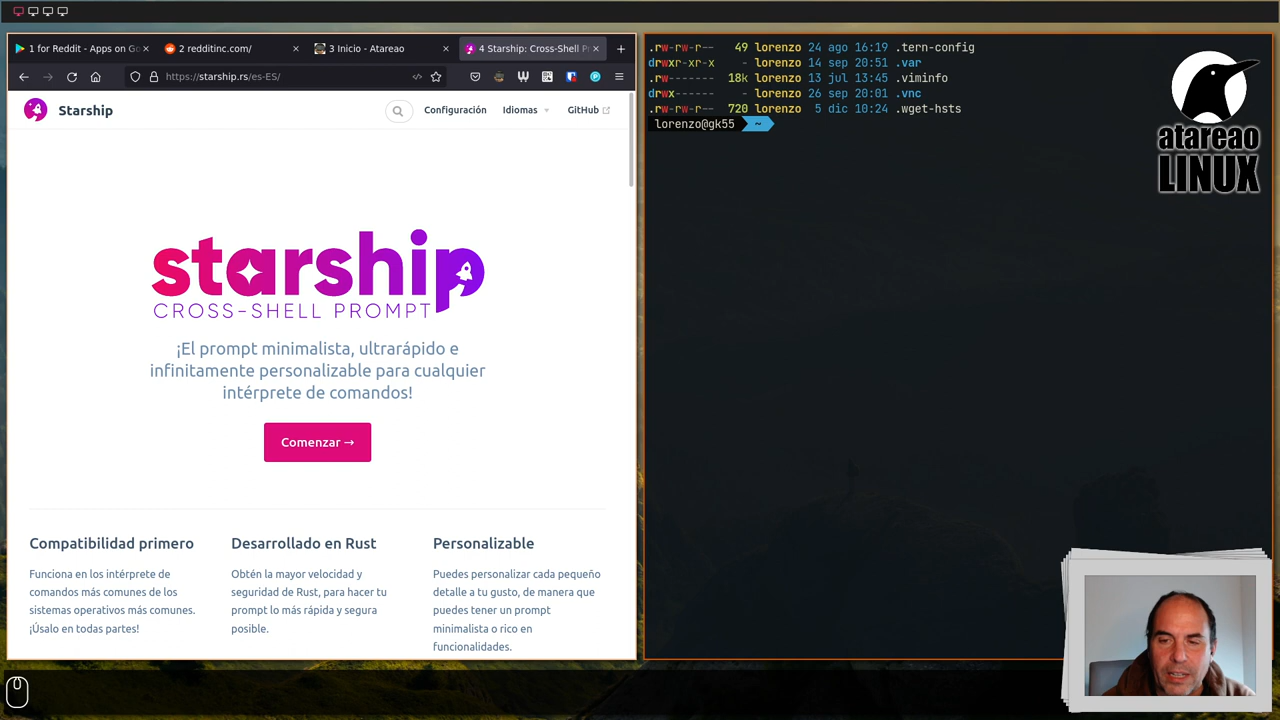 1 for Reddit - Apps on Go
2 redditinc.com/
3 Inicio - Atareao
4 Starship: Cross-Shell Pr
https://starship.rs/es-ES/
Starship
Configuración
Idiomas
GitHub
starship
CROSS-SHELL PROMPT
¡El prompt minimalista, ultrarápido e
infinitamente personalizable para cualquier
intérprete de comandos!
Comenzar →
Compatibilidad primero
Funciona en los intérprete de
comandos más comunes de los
sistemas operativos más comunes.
¡Úsalo en todas partes!
Desarrollado en Rust
Obtén la mayor velocidad y
seguridad de Rust, para hacer tu
prompt lo más rápida y segura
posible.
Personalizable
Puedes personalizar cada pequeño
detalle a tu gusto, de manera que
puedes tener un prompt
minimalista o rico en
funcionalidades.
.rw-rw-r-- 49 lorenzo 24 ago 16:19 .tern-config
drwxr-xr-x - lorenzo 14 sep 20:51 .var
.rw------- 18k lorenzo 13 jul 13:45 .viminfo
drwx------ - lorenzo 26 sep 20:01 .vnc
.rw-rw-r-- 720 lorenzo 5 dic 10:24 .wget-hsts
lorenzo@gk55 ~
atareao
LINUX